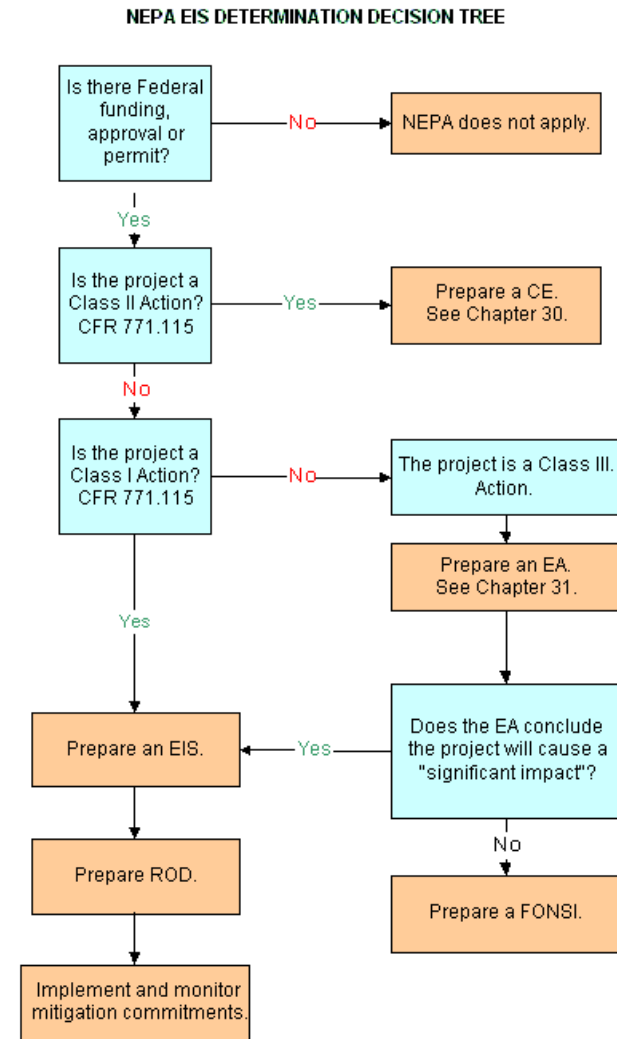 NEPA EIS DETERMINATION DECISION TREE
Is there Federal
funding,
approval or
permit?
No
NEPA does not apply.
Yes
Is the project a
Class II Action?
CFR 771.115
Yes
Prepare a CE.
See Chapter 30.
No
Is the project a
Class I Action?
CFR 771.115
No
The project is a Class III.
Action.
Prepare an EA.
See Chapter 31.
Yes
Does the EA conclude
the project will cause a
"significant impact"?
Yes
Prepare an EIS.
No
Prepare ROD.
Prepare a FONSI.
Implement and monitor
mitigation commitments.